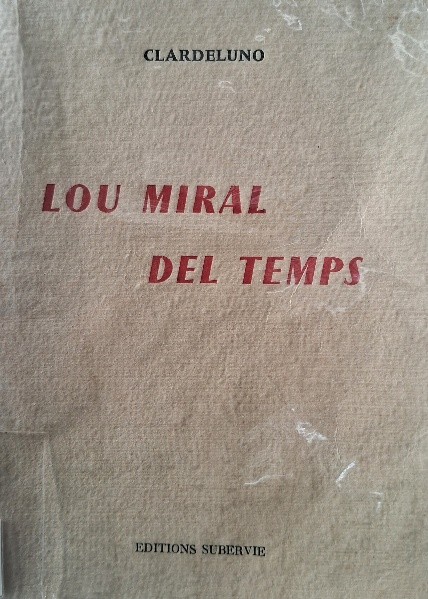 CLARDELUNO
LOU MIRAL
DEL TEMPS
EDITIONS SUBERVIE